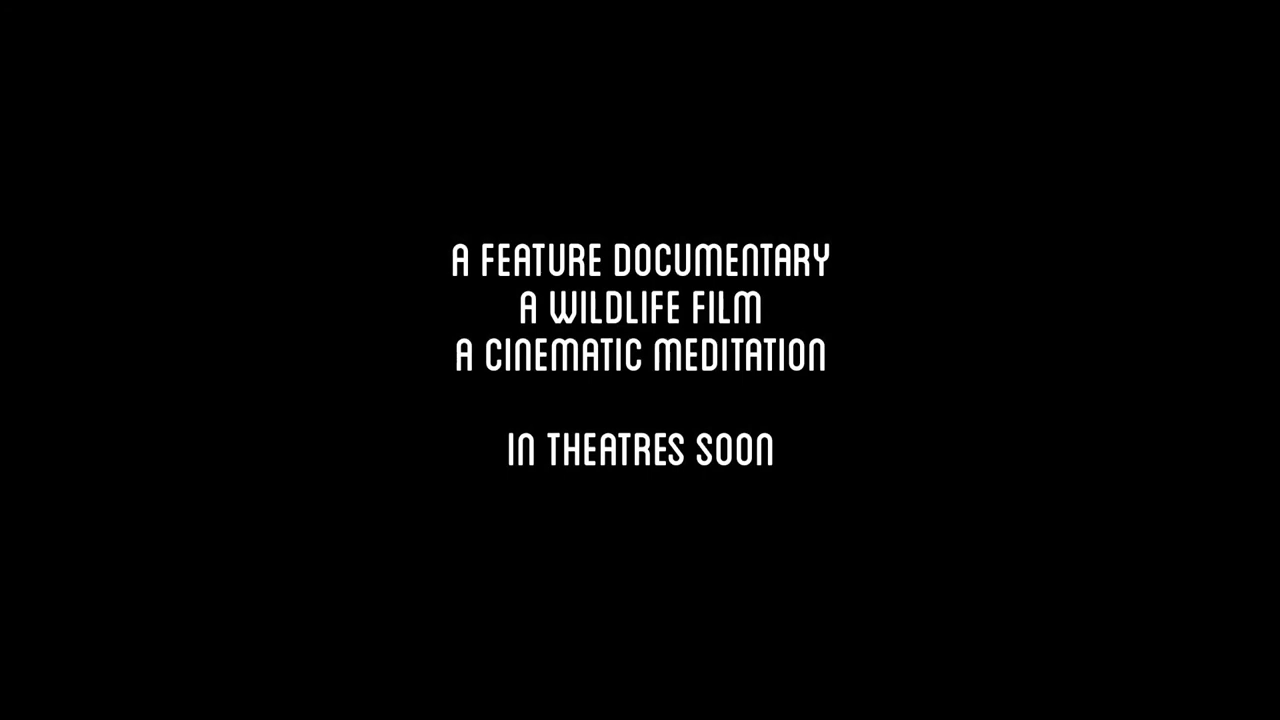 A FEATURE DOCUMENTARY
A WILDLIFE FILM
A CINEMATIC MEDITATION
IN THEATRES SOON